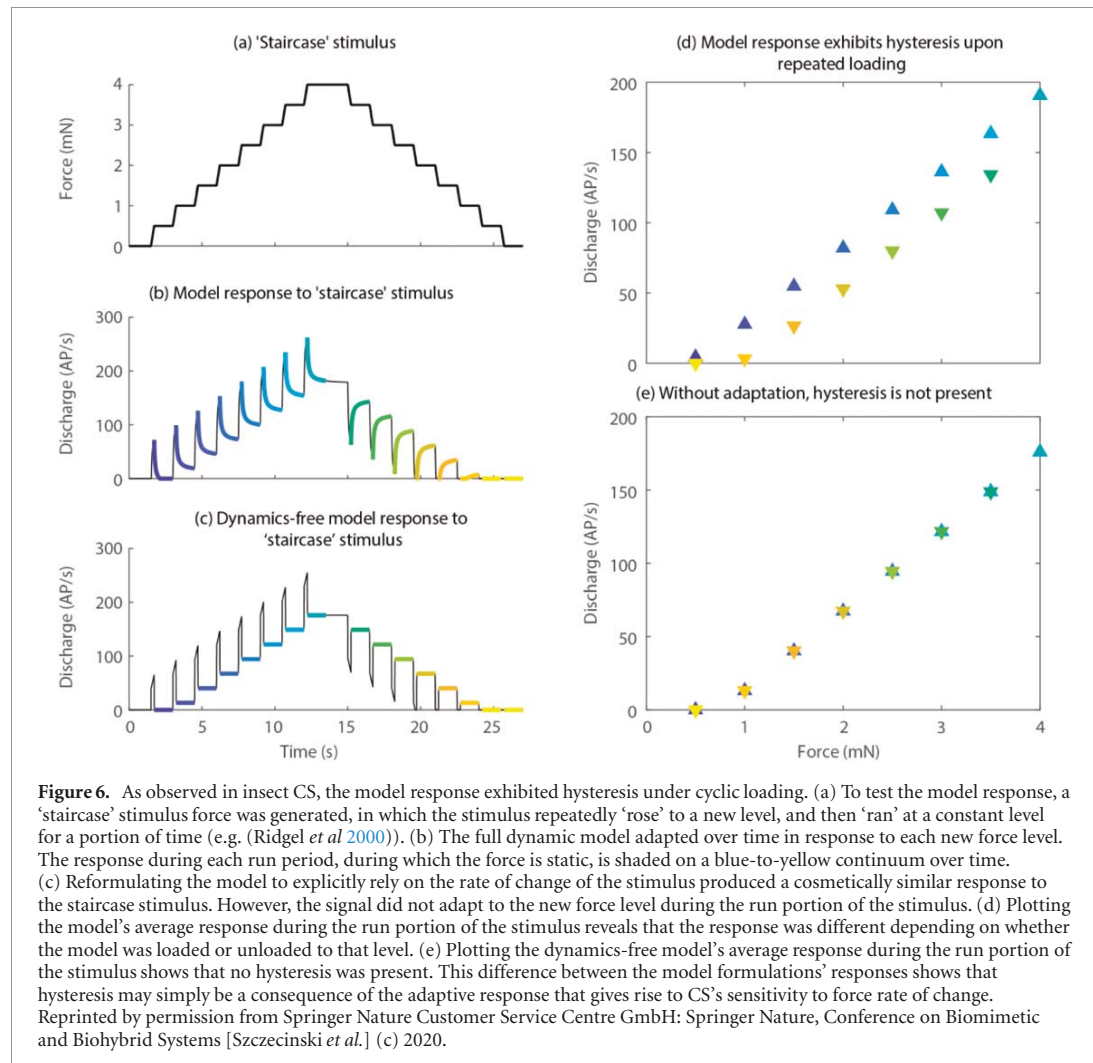 (a) 'Staircase' stimulus
4
3
2
1
0
Force (mN)
(b) Model response to 'staircase' stimulus
300
200
100
0
Discharge (AP/s)
(c) Dynamics-free model response to
'staircase' stimulus
300
200
100
0
Discharge (AP/s)
0 5 10 15 20 25
Time (s)
(d) Model response exhibits hysteresis upon
repeated loading
200
150
100
50
0
Discharge (AP/s)
(e) Without adaptation, hysteresis is not present
200
150
100
50
0
Discharge (AP/s)
0 1 2 3 4
Force (mN)
Figure 6. As observed in insect CS, the model response exhibited hysteresis under cyclic loading. (a) To test the model response, a
‘staircase’ stimulus force was generated, in which the stimulus repeatedly ‘rose’ to a new level, and then ‘ran’ at a constant level
for a portion of time (e.g. (Ridgel et al 2000)). (b) The full dynamic model adapted over time in response to each new force level.
The response during each run period, during which the force is static, is shaded on a blue-to-yellow continuum over time.
(c) Reformulating the model to explicitly rely on the rate of change of the stimulus produced a cosmetically similar response to
the staircase stimulus. However, the signal did not adapt to the new force level during the run portion of the stimulus. (d) Plotting
the model’s average response during the run portion of the stimulus reveals that the response was different depending on whether
the model was loaded or unloaded to that level. (e) Plotting the dynamics-free model’s average response during the run portion of
the stimulus shows that no hysteresis was present. This difference between the model formulations’ responses shows that
hysteresis may simply be a consequence of the adaptive response that gives rise to CS’s sensitivity to force rate of change.
Reprinted by permission from Springer Nature Customer Service Centre GmbH: Springer Nature, Conference on Biomimetic
and Biohybrid Systems [Szczecinski et al.] (c) 2020.